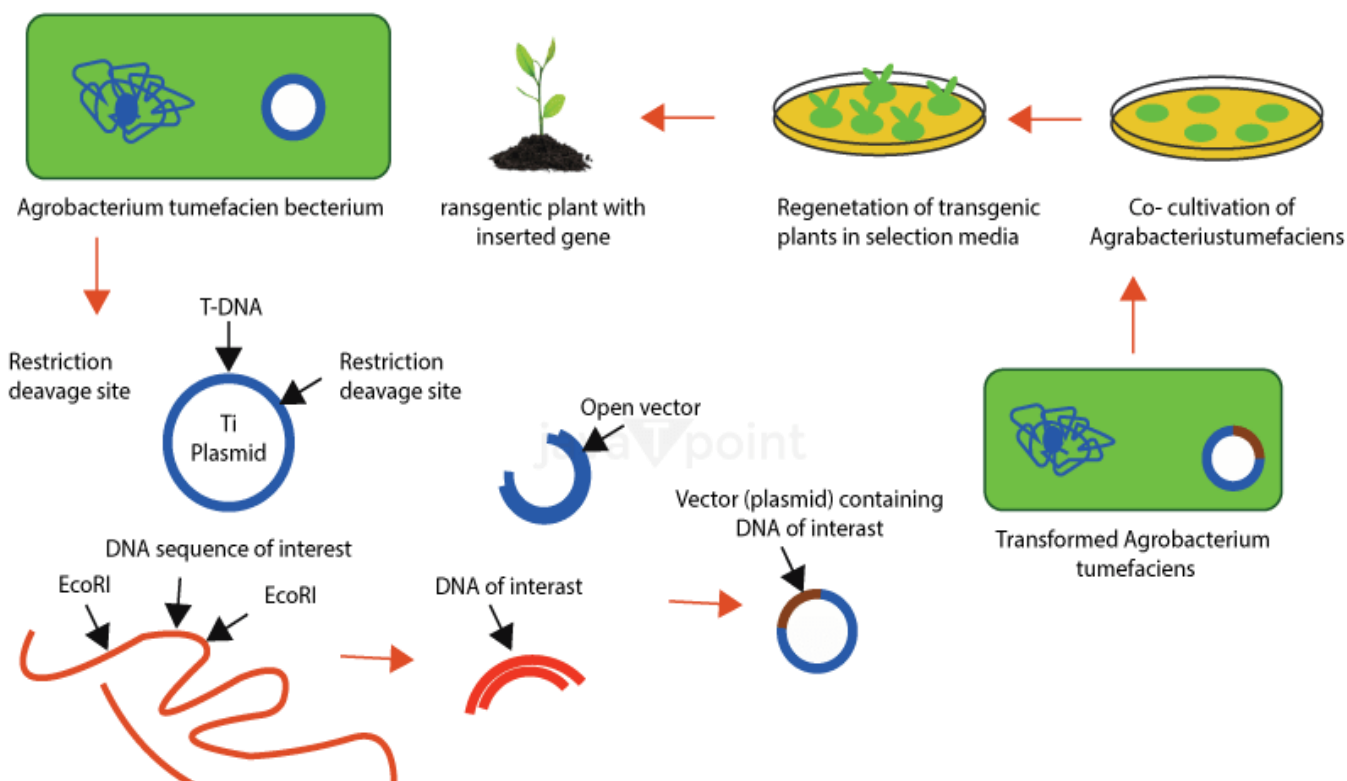 Agrobacterium tumefacien becterium
ransgentic plant with
inserted gene
Regenetation of transgenic
plants in selection media
Co- cultivation of
Agrabacteriustumefaciens
T-DNA
Restriction
deavage site
Restriction
deavage site
Ti
Plasmid
Open vector
javaTpoint
Vector (plasmid) containing
DNA of interast
Transformed Agrobacterium
tumefaciens
DNA sequence of interest
EcoRI
EcoRI
DNA of interast